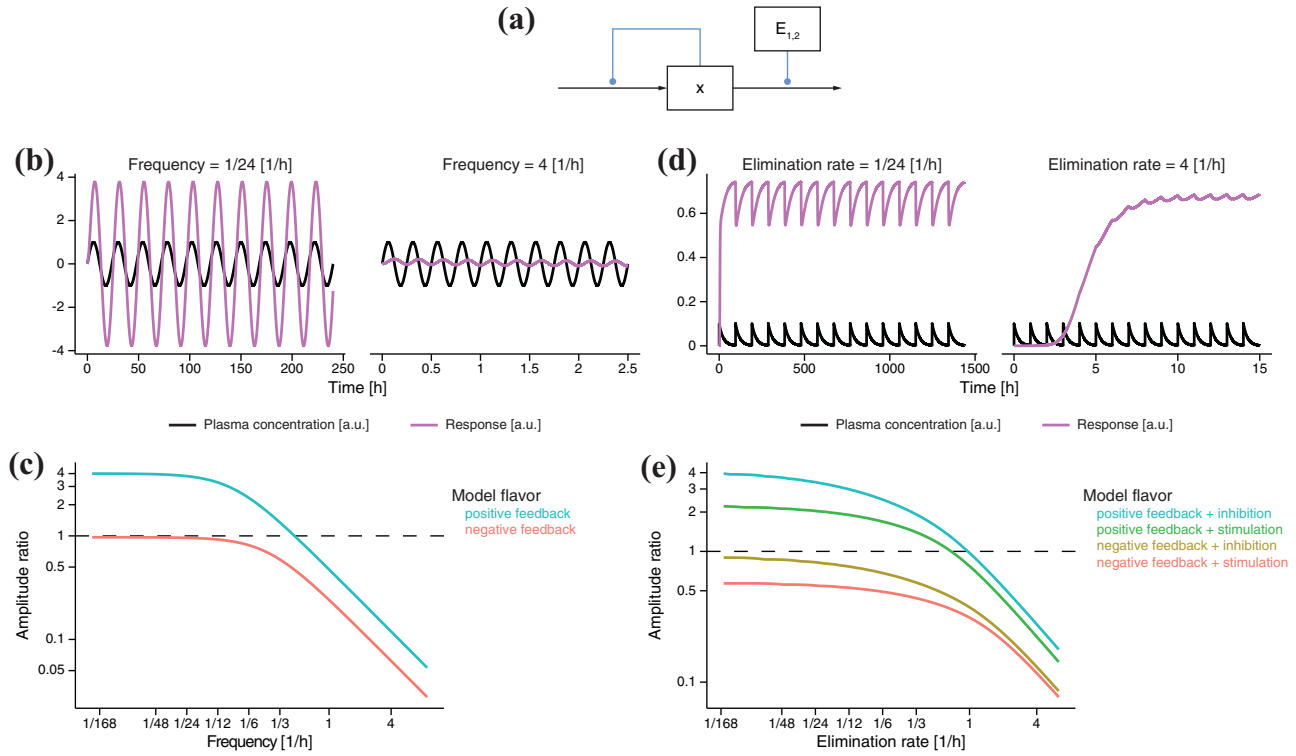 (a)
E1,2
x
(b)
Frequency = 1/24 [1/h]
Frequency = 4 [1/h]
4
2
0
-2
-4
0 50 100 150 200 250
0 0.5 1 1.5 2 2.5
Time [h]
Plasma concentration [a.u.] Response [a.u.]
(d)
Elimination rate = 1/24 [1/h]
Elimination rate = 4 [1/h]
0.6
0.4
0.2
0
0 500 1000 1500
0 5 10 15
Time [h]
Plasma concentration [a.u.] Response [a.u.]
(c)
Amplitude ratio
4
3
2
1
0.5
0.1
0.05
1/168 1/48 1/24 1/12 1/6 1/3 1 4
Frequency [1/h]
Model flavor
positive feedback
negative feedback
(e)
Amplitude ratio
4
3
2
1
0.5
0.1
1/168 1/48 1/24 1/12 1/6 1/3 1 4
Elimination rate [1/h]
Model flavor
positive feedback + inhibition
positive feedback + stimulation
negative feedback + inhibition
negative feedback + stimulation